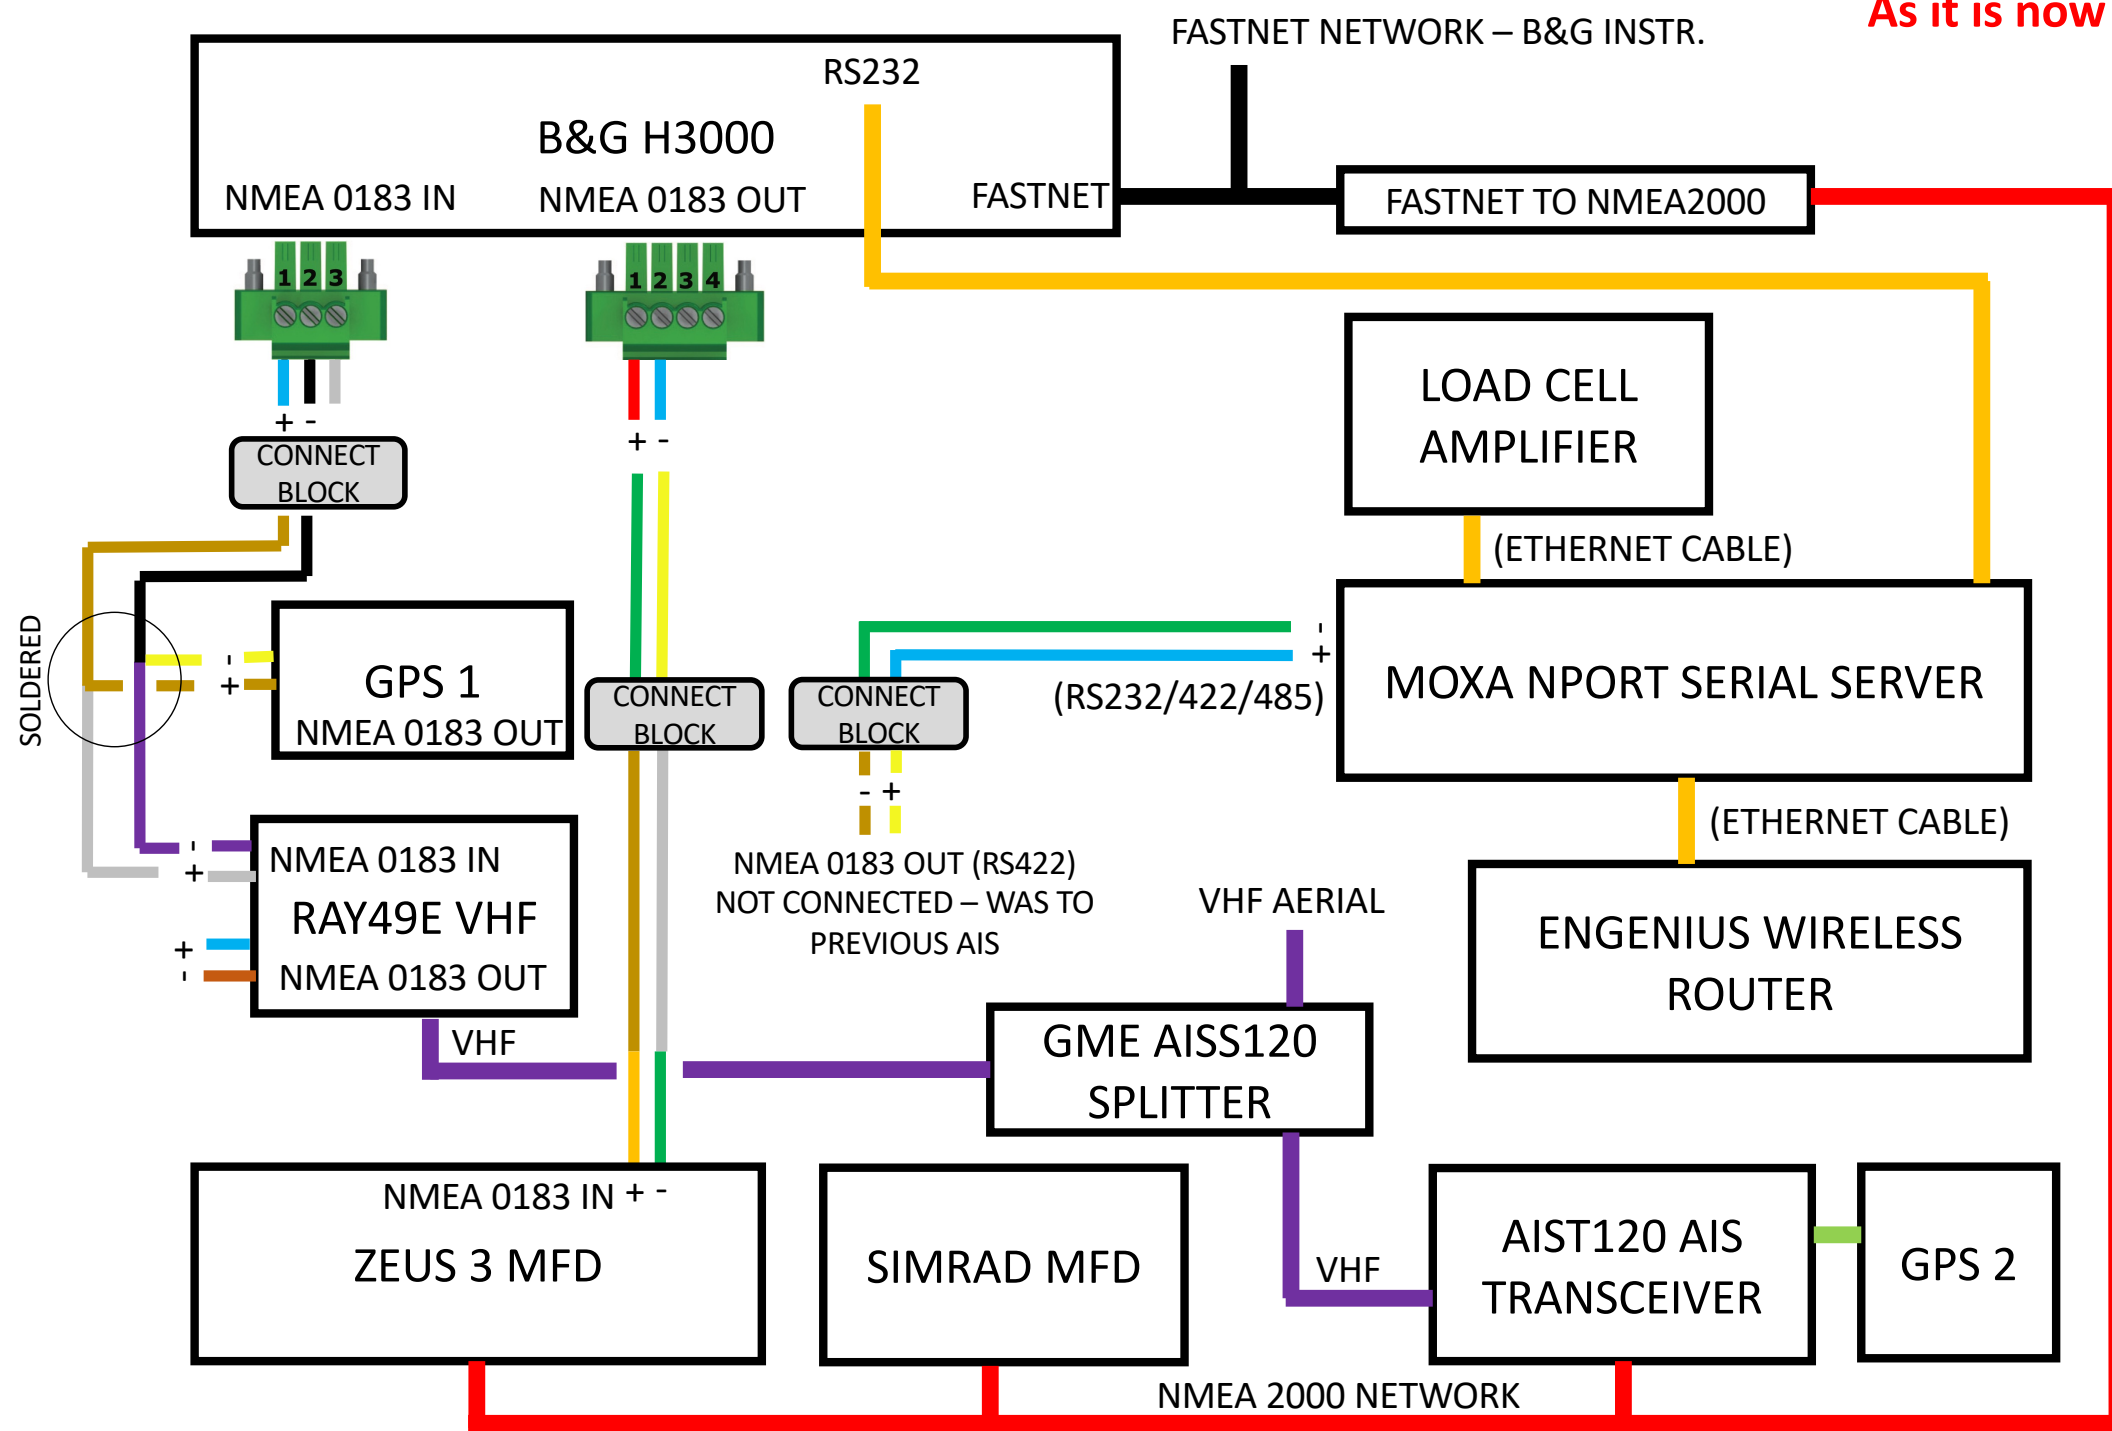 As it is now
FASTNET NETWORK – B&G INSTR.
RS232
B&G H3000
NMEA 0183 IN
NMEA 0183 OUT
FASTNET
FASTNET TO NMEA2000
1 2 3
1 2 3 4
+ -
+ -
CONNECT
BLOCK
LOAD CELL
AMPLIFIER
(ETHERNET CABLE)
SOLDERED
-
+
GPS 1
NMEA 0183 OUT
CONNECT
BLOCK
CONNECT
BLOCK
- +
-
+
(RS232/422/485)
MOXA NPORT SERIAL SERVER
(ETHERNET CABLE)
NMEA 0183 OUT (RS422)
NOT CONNECTED – WAS TO
PREVIOUS AIS
-
+
NMEA 0183 IN
RAY49E VHF
+
-
NMEA 0183 OUT
VHF
VHF AERIAL
ENGENIUS WIRELESS
ROUTER
GME AISS120
SPLITTER
NMEA 0183 IN + -
ZEUS 3 MFD
SIMRAD MFD
VHF
AIST120 AIS
TRANSCEIVER
GPS 2
NMEA 2000 NETWORK